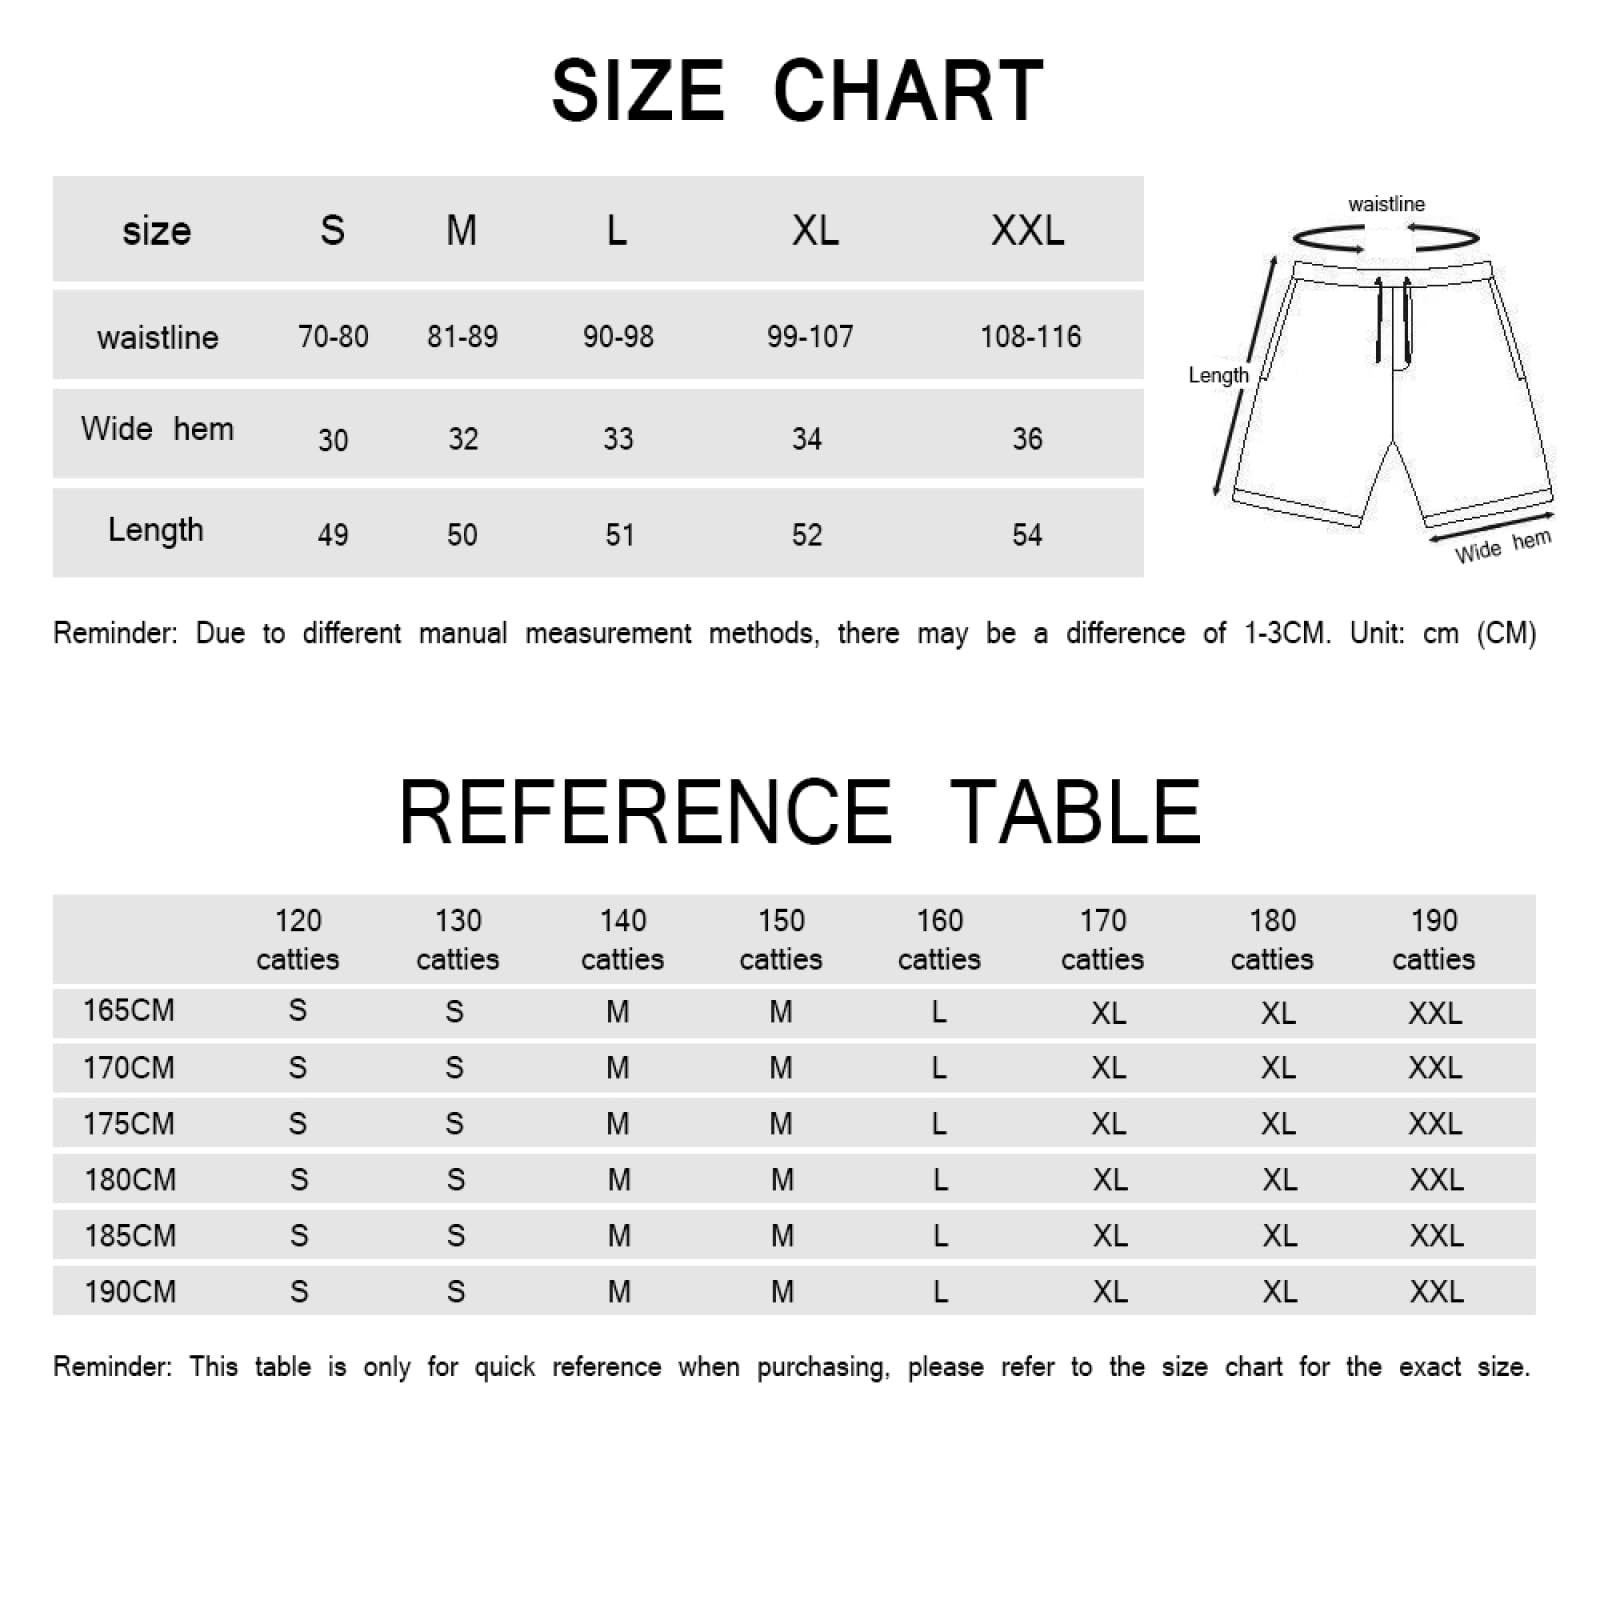 SIZE CHART
size S M L XL XXL
waistline 70-80 81-89 90-98 99-107 108-116
Wide hem 30 32 33 34 36
Length 49 50 51 52 54
waistline
Length
Wide hem
Reminder: Due to different manual measurement methods, there may be a difference of 1-3CM. Unit: cm (CM)
REFERENCE TABLE
120 130 140 150 160 170 180 190
catties catties catties catties catties catties catties catties
165CM S S M M L XL XL XXL
170CM S S M M L XL XL XXL
175CM S S M M L XL XL XXL
180CM S S M M L XL XL XXL
185CM S S M M L XL XL XXL
190CM S S M M L XL XL XXL
Reminder: This table is only for quick reference when purchasing, please refer to the size chart for the exact size.